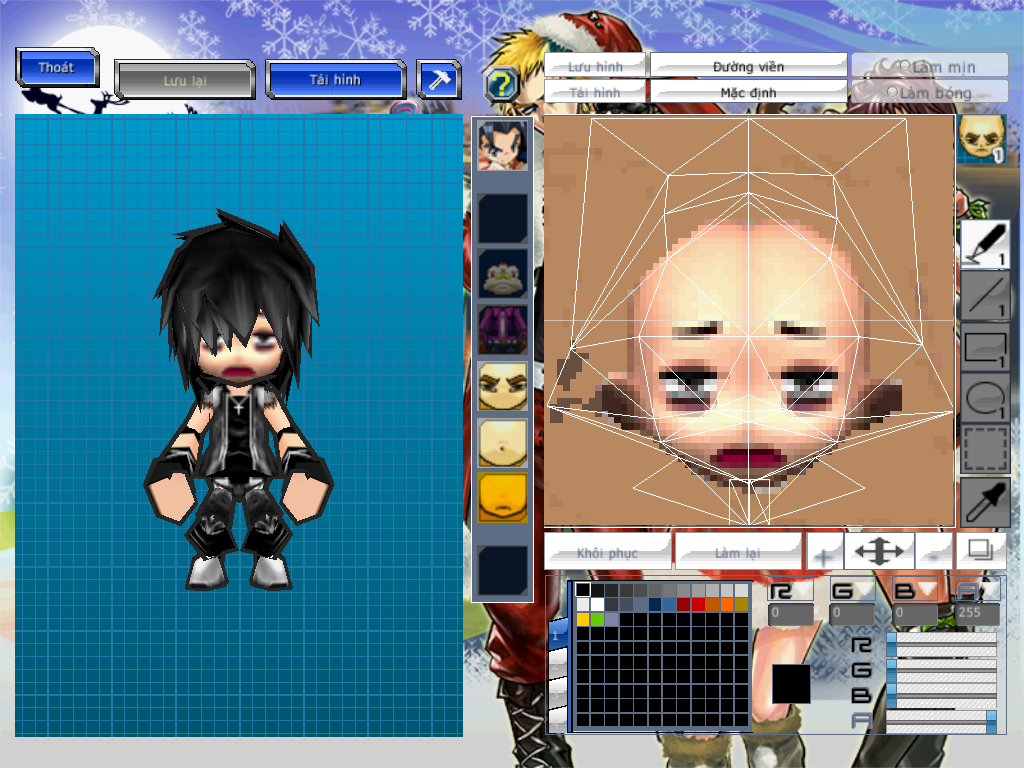 Thoát
Lưu lại
Tải hình
?
Lưu hình
Đường viền
Làm mịn
Tải hình
Mặc định
Làm bóng
1
1
1
1
1
Khôi phục
Làm lại
+
-
R G B A
0 0 0 255
1
R
G
B
A